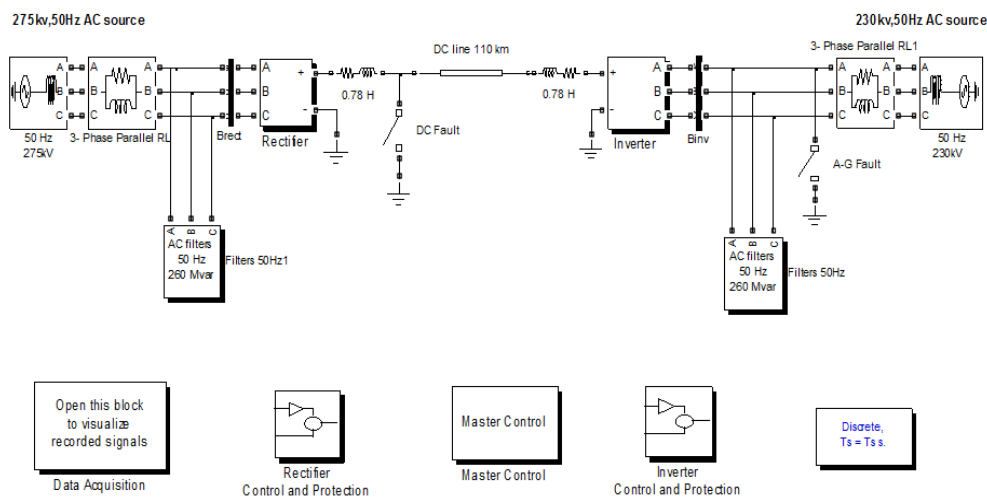 275kv,50Hz AC source
230kv,50Hz AC source
DC line 110 km
3- Phase Parallel RL1
A
B
C
A
B
C
A
B
C
A
B
C
+
-
0.78 H
0.78 H
+
-
A
B
C
A
B
C
A
B
C
A
B
C
50 Hz
275kV
3- Phase Parallel RL
Brect
Rectifier
DC Fault
Inverter
Binv
A-G Fault
50 Hz
230kV
A
B
C
AC filters
50 Hz
260 Mvar
Filters 50Hz1
A
B
C
AC filters
50 Hz
260 Mvar
Filters 50Hz
Open this block
to visualize
recorded signals
Data Acquisition
Rectifier
Control and Protection
Master Control
Master Control
Inverter
Control and Protection
Discrete,
Ts = Ts s.